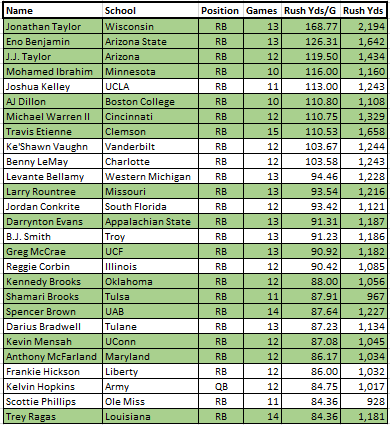 Name School Position Games Rush Yds/G Rush Yds
Jonathan Taylor Wisconsin RB 13 168.77 2,194
Eno Benjamin Arizona State RB 13 126.31 1,642
J.J. Taylor Arizona RB 12 119.50 1,434
Mohamed Ibrahim Minnesota RB 10 116.00 1,160
Joshua Kelley UCLA RB 11 113.00 1,243
AJ Dillon Boston College RB 10 110.80 1,108
Michael Warren II Cincinnati RB 12 110.75 1,329
Travis Etienne Clemson RB 15 110.53 1,658
Ke'Shawn Vaughn Vanderbilt RB 12 103.67 1,244
Benny LeMay Charlotte RB 12 103.58 1,243
Levante Bellamy Western Michigan RB 13 94.46 1,228
Larry Rountree Missouri RB 13 93.54 1,216
Jordan Conkrite South Florida RB 12 93.42 1,121
Darrynton Evans Appalachian State RB 13 91.31 1,187
B.J. Smith Troy RB 13 91.23 1,186
Greg McCrae UCF RB 13 90.92 1,182
Reggie Corbin Illinois RB 12 90.42 1,085
Kennedy Brooks Oklahoma RB 12 88.00 1,056
Shamari Brooks Tulsa RB 11 87.91 967
Spencer Brown UAB RB 14 87.64 1,227
Darius Bradwell Tulane RB 13 87.23 1,134
Kevin Mensah UConn RB 12 87.08 1,045
Anthony McFarland Maryland RB 12 86.17 1,034
Frankie Hickson Liberty RB 12 86.00 1,032
Kelvin Hopkins Army QB 12 84.75 1,017
Scottie Phillips Ole Miss RB 11 84.36 928
Trey Ragas Louisiana RB 14 84.36 1,181